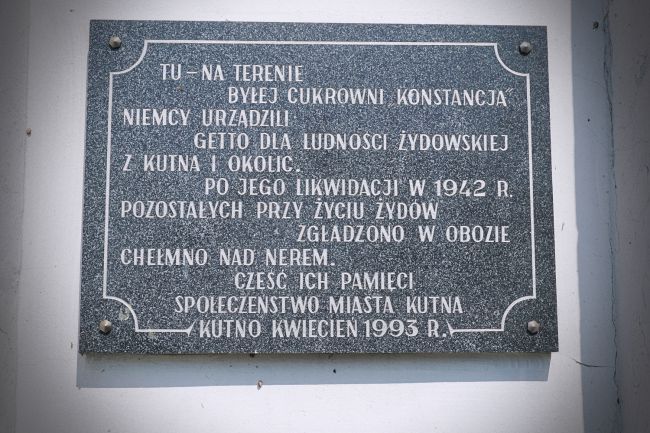 TU – NA TERENIE
BYŁEJ CUKROWNI „KONSTANCJA"
NIEMCY URZĄDZILI
GETTO DLA LUDNOŚCI ŻYDOWSKIEJ
Z KUTNA I OKOLIC.
PO JEGO LIKWIDACJI W 1942 R.
POZOSTAŁYCH PRZY ŻYCIU ŻYDÓW
ZGŁADZONO W OBOZIE
CHEŁMNO NAD NEREM.
CZEŚĆ ICH PAMIĘCI
SPOŁECZEŃSTWO MIASTA KUTNA
KUTNO KWIECIEŃ 1993 R.